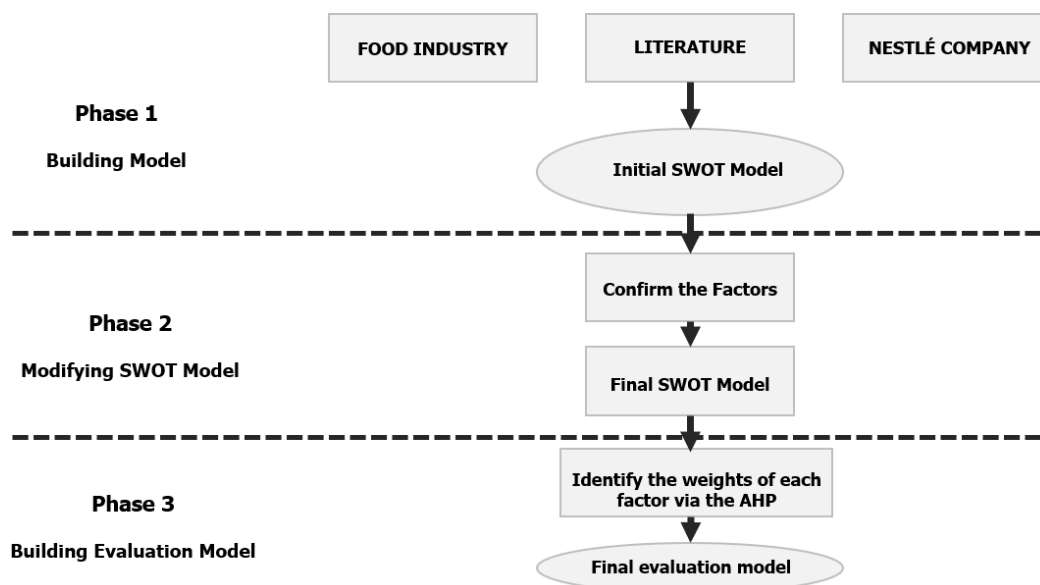 FOOD INDUSTRY
LITERATURE
NESTLÉ COMPANY
Phase 1
Building Model
Initial SWOT Model
Confirm the Factors
Phase 2
Modifying SWOT Model
Final SWOT Model
Identify the weights of each
factor via the AHP
Phase 3
Building Evaluation Model
Final evaluation model